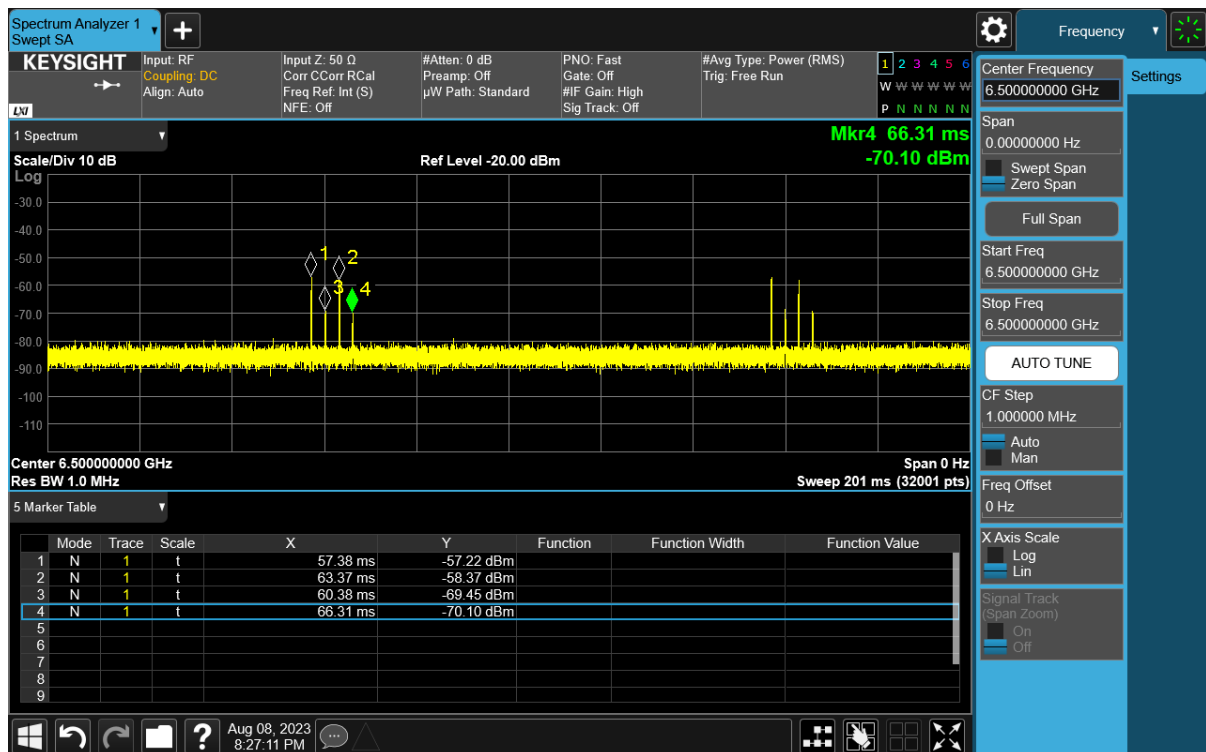 Spectrum Analyzer 1
Swept SA
Frequency
KEYSIGHT
LXI
Input: RF
Coupling: DC
Align: Auto
Input Z: 50 Ω
Corr CCorr RCal
Freq Ref: Int (S)
NFE: Off
#Atten: 0 dB
Preamp: Off
µW Path: Standard
PNO: Fast
Gate: Off
#IF Gain: High
Sig Track: Off
#Avg Type: Power (RMS)
Trig: Free Run
1 2 3 4 5 6
W W W W W W
P N N N N N
1 Spectrum
Mkr4 66.31 ms
Scale/Div 10 dB
Ref Level -20.00 dBm
-70.10 dBm
Log
-30.0
-40.0
-50.0
-60.0
-70.0
-80.0
-90.0
-100
-110
1 2
3 4
Center 6.500000000 GHz
Span 0 Hz
Res BW 1.0 MHz
Sweep 201 ms (32001 pts)
5 Marker Table
Mode Trace Scale X Y Function Function Width Function Value
1 N 1 t 57.38 ms -57.22 dBm
2 N 1 t 63.37 ms -58.37 dBm
3 N 1 t 60.38 ms -69.45 dBm
4 N 1 t 66.31 ms -70.10 dBm
5
6
7
8
9
Aug 08, 2023
8:27:11 PM
Center Frequency
6.500000000 GHz
Settings
Span
0.00000000 Hz
Swept Span
Zero Span
Full Span
Start Freq
6.500000000 GHz
Stop Freq
6.500000000 GHz
AUTO TUNE
CF Step
1.000000 MHz
Auto
Man
Freq Offset
0 Hz
X Axis Scale
Log
Lin
Signal Track
(Span Zoom)
On
Off